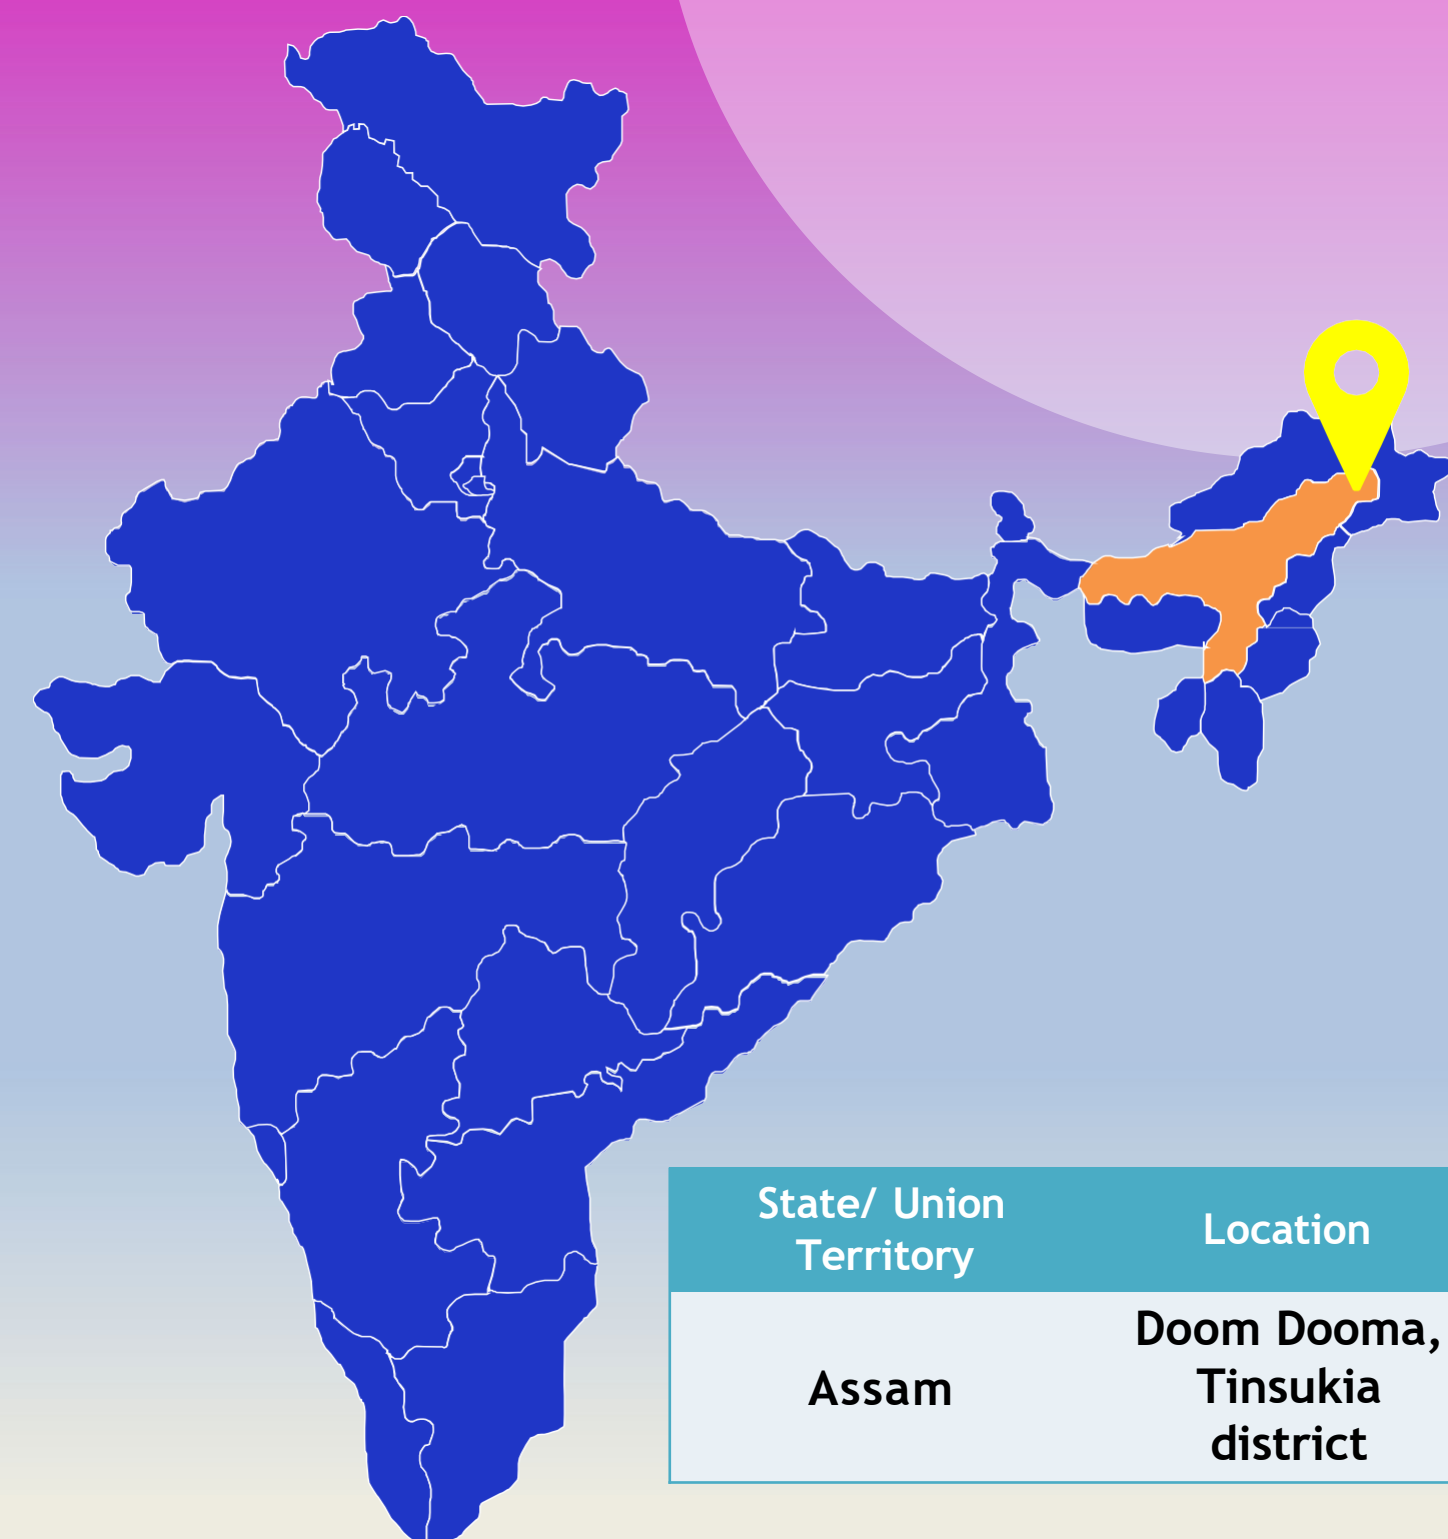 State/ Union
Territory
Location
Assam
Doom Dooma,
Tinsukia
district